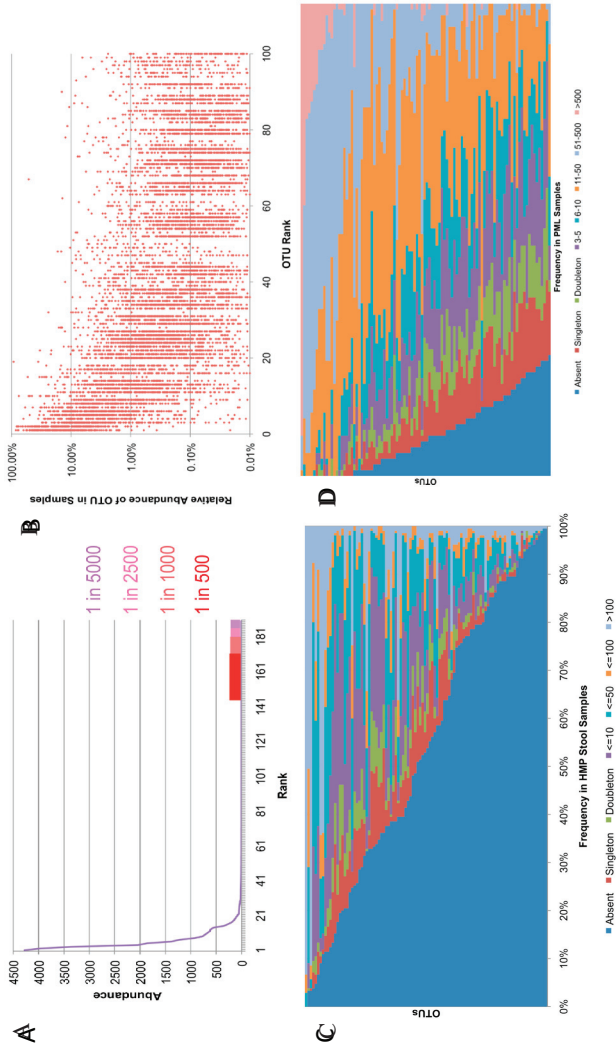 A
Abundance
4500
4000
3500
3000
2500
2000
1500
1000
500
0
1 21 41 61 81 101 121 141 161 181
Rank
1 in 5000
1 in 2500
1 in 1000
1 in 500
B
Relative Abundance of OTU in Samples
100.00%
10.00%
1.00%
0.10%
0.01%
0 20 40 60 80 100
OTU Rank
C
OTUs
0% 10% 20% 30% 40% 50% 60% 70% 80% 90% 100%
Frequency in HMP Stool Samples
Absent Singleton Doubleton <=10 <=50 <=100 >100
D
OTUs
Frequency in PML Samples
Absent Singleton Doubleton 3-5 6-10 11-50 51-500 >500